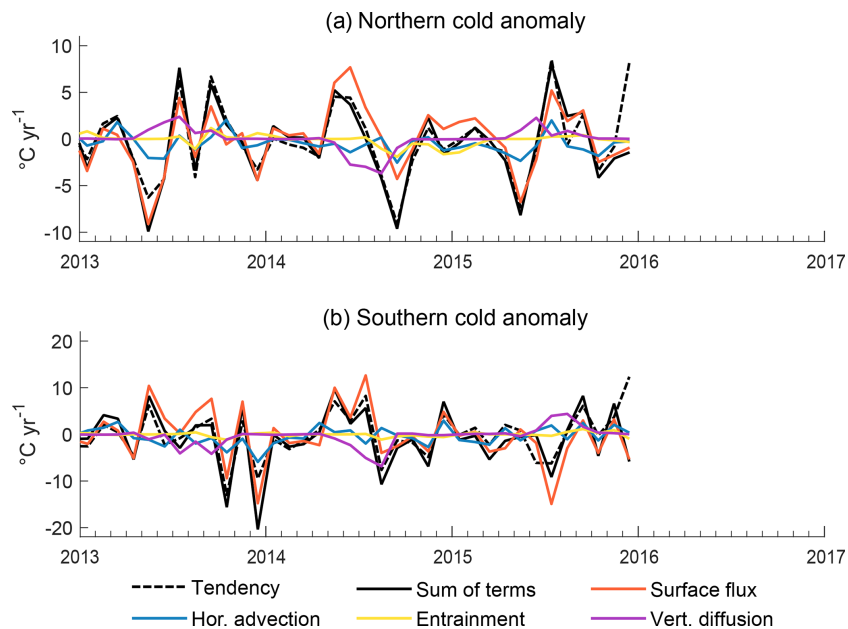 (a) Northern cold anomaly
10
5
0
-5
-10
°C yr-1
2013 2014 2015 2016 2017
(b) Southern cold anomaly
20
10
0
-10
-20
°C yr-1
2013 2014 2015 2016 2017
Tendency Sum of terms Surface flux
Hor. advection Entrainment Vert. diffusion